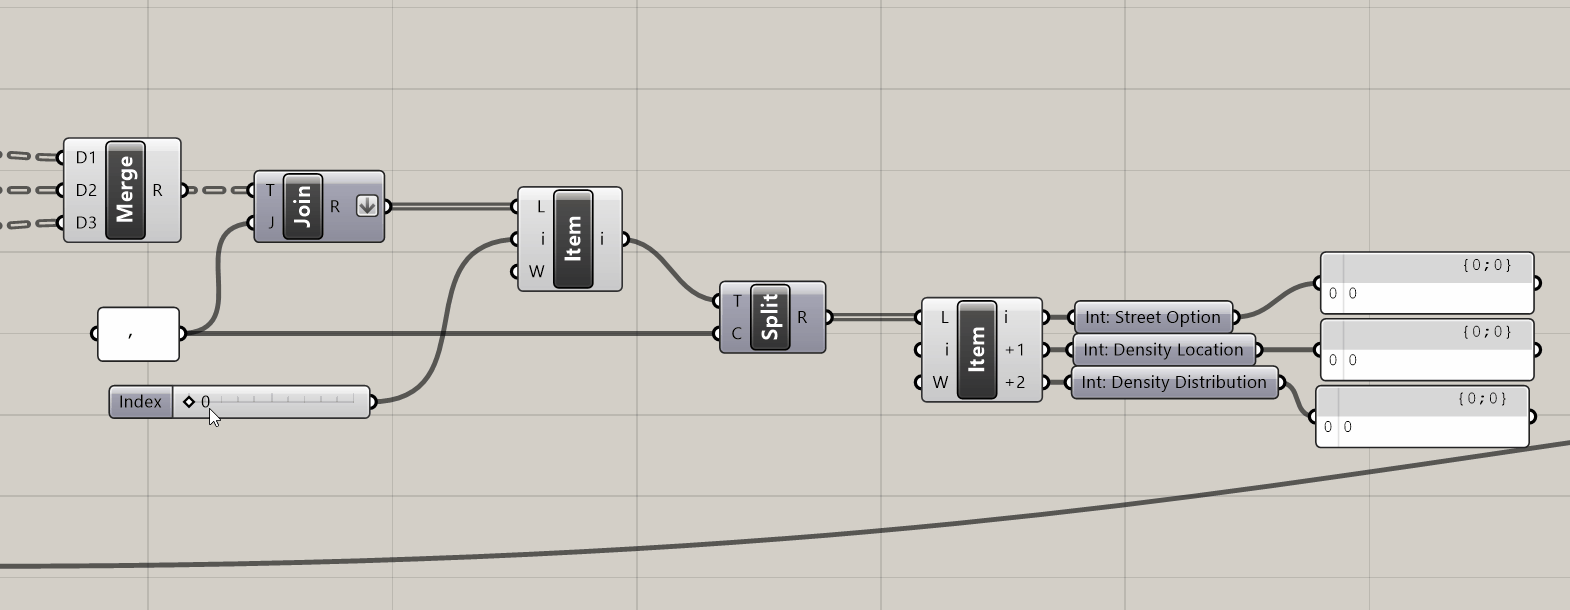 D1
D2
D3
Merge
R
T
J
Join
R
,
Index
0
L
i
W
Item
i
T
C
Split
R
L
i
W
Item
i
+1
+2
Int: Street Option
Int: Density Location
Int: Density Distribution
{0;0}
0 0
{0;0}
0 0
{0;0}
0 0